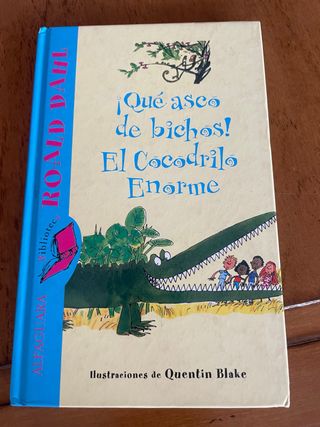 ¡Qué asco
de bichos!
El Cocodrilo
Enorme
Ilustraciones de Quentin Blake
ROALD DAHL
biblioteca
ALFAGUARA